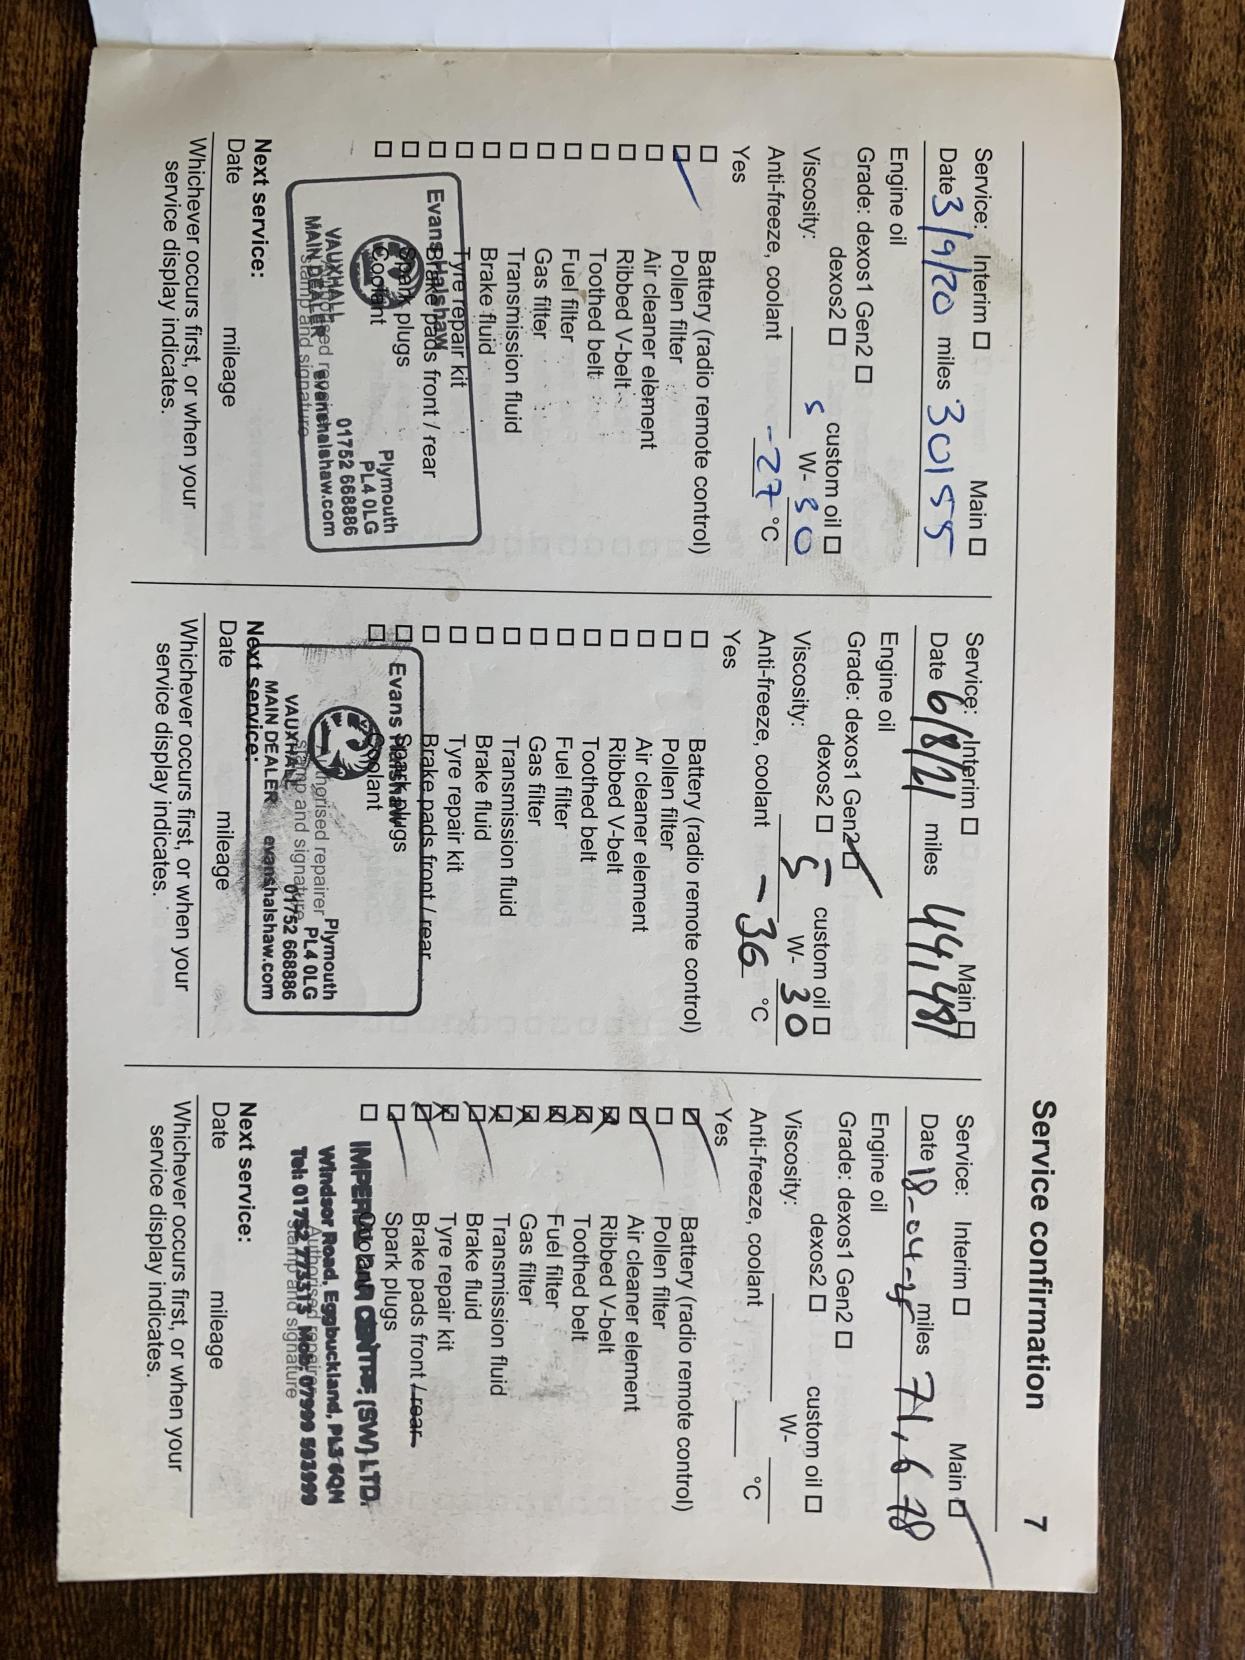 Service confirmation 7
Service: Interim ☐ Main ☐
Date 3/9/20 miles 30155
Engine oil
Grade: dexos1 Gen2 ☐
dexos2 ☐ custom oil ☐
Viscosity: 5 W- 30
Anti-freeze, coolant -27 °C
Yes
☐ Battery (radio remote control)
☑ Pollen filter
☐ Air cleaner element
☐ Ribbed V-belt
☐ Toothed belt
☐ Fuel filter
☐ Gas filter
☐ Transmission fluid
☐ Brake fluid
☐ Tyre repair kit
☐ Brake pads front / rear
☐ Spark plugs
☐ Coolant
Evans Halshaw
Plymouth
PL4 0LG
VAUXHALL 01752 668886
MAIN DEALER evanshalshaw.com
Authorised repairer
stamp and signature
Next service:
Date mileage
Whichever occurs first, or when your
service display indicates.
Service: Interim ☐ Main ☐
Date 6/8/21 miles 44,481
Engine oil
Grade: dexos1 Gen2 ☑
dexos2 ☐ custom oil ☐
Viscosity: 5 W- 30
Anti-freeze, coolant -36 °C
Yes
☐ Battery (radio remote control)
☐ Pollen filter
☐ Air cleaner element
☐ Ribbed V-belt
☐ Toothed belt
☐ Fuel filter
☐ Gas filter
☐ Transmission fluid
☐ Brake fluid
☐ Tyre repair kit
☐ Brake pads front / rear
☐ Spark plugs
☐ Coolant
Evans Halshaw
Plymouth
PL4 0LG
VAUXHALL 01752 668886
MAIN DEALER evanshalshaw.com
Authorised repairer
stamp and signature
Next service:
Date mileage
Whichever occurs first, or when your
service display indicates.
Service: Interim ☐ Main ☑
Date 18-04- miles 71,678
Engine oil
Grade: dexos1 Gen2 ☐
dexos2 ☐ custom oil ☐
Viscosity: W-
Anti-freeze, coolant °C
Yes
☑ Battery (radio remote control)
☐ Pollen filter
☑ Air cleaner element
☒ Ribbed V-belt
☒ Toothed belt
☒ Fuel filter
☒ Gas filter
☒ Transmission fluid
☑ Brake fluid
☒ Tyre repair kit
☑ Brake pads front / rear
☑ Spark plugs
☐ Coolant
IMPERIAL CAR CENTRE (SW) LTD.
Windsor Road, Eggbuckland, PL3 6QN
Tel: 01752 773313 Mob: 07999 593999
Authorised repairer
stamp and signature
Next service:
Date mileage
Whichever occurs first, or when your
service display indicates.